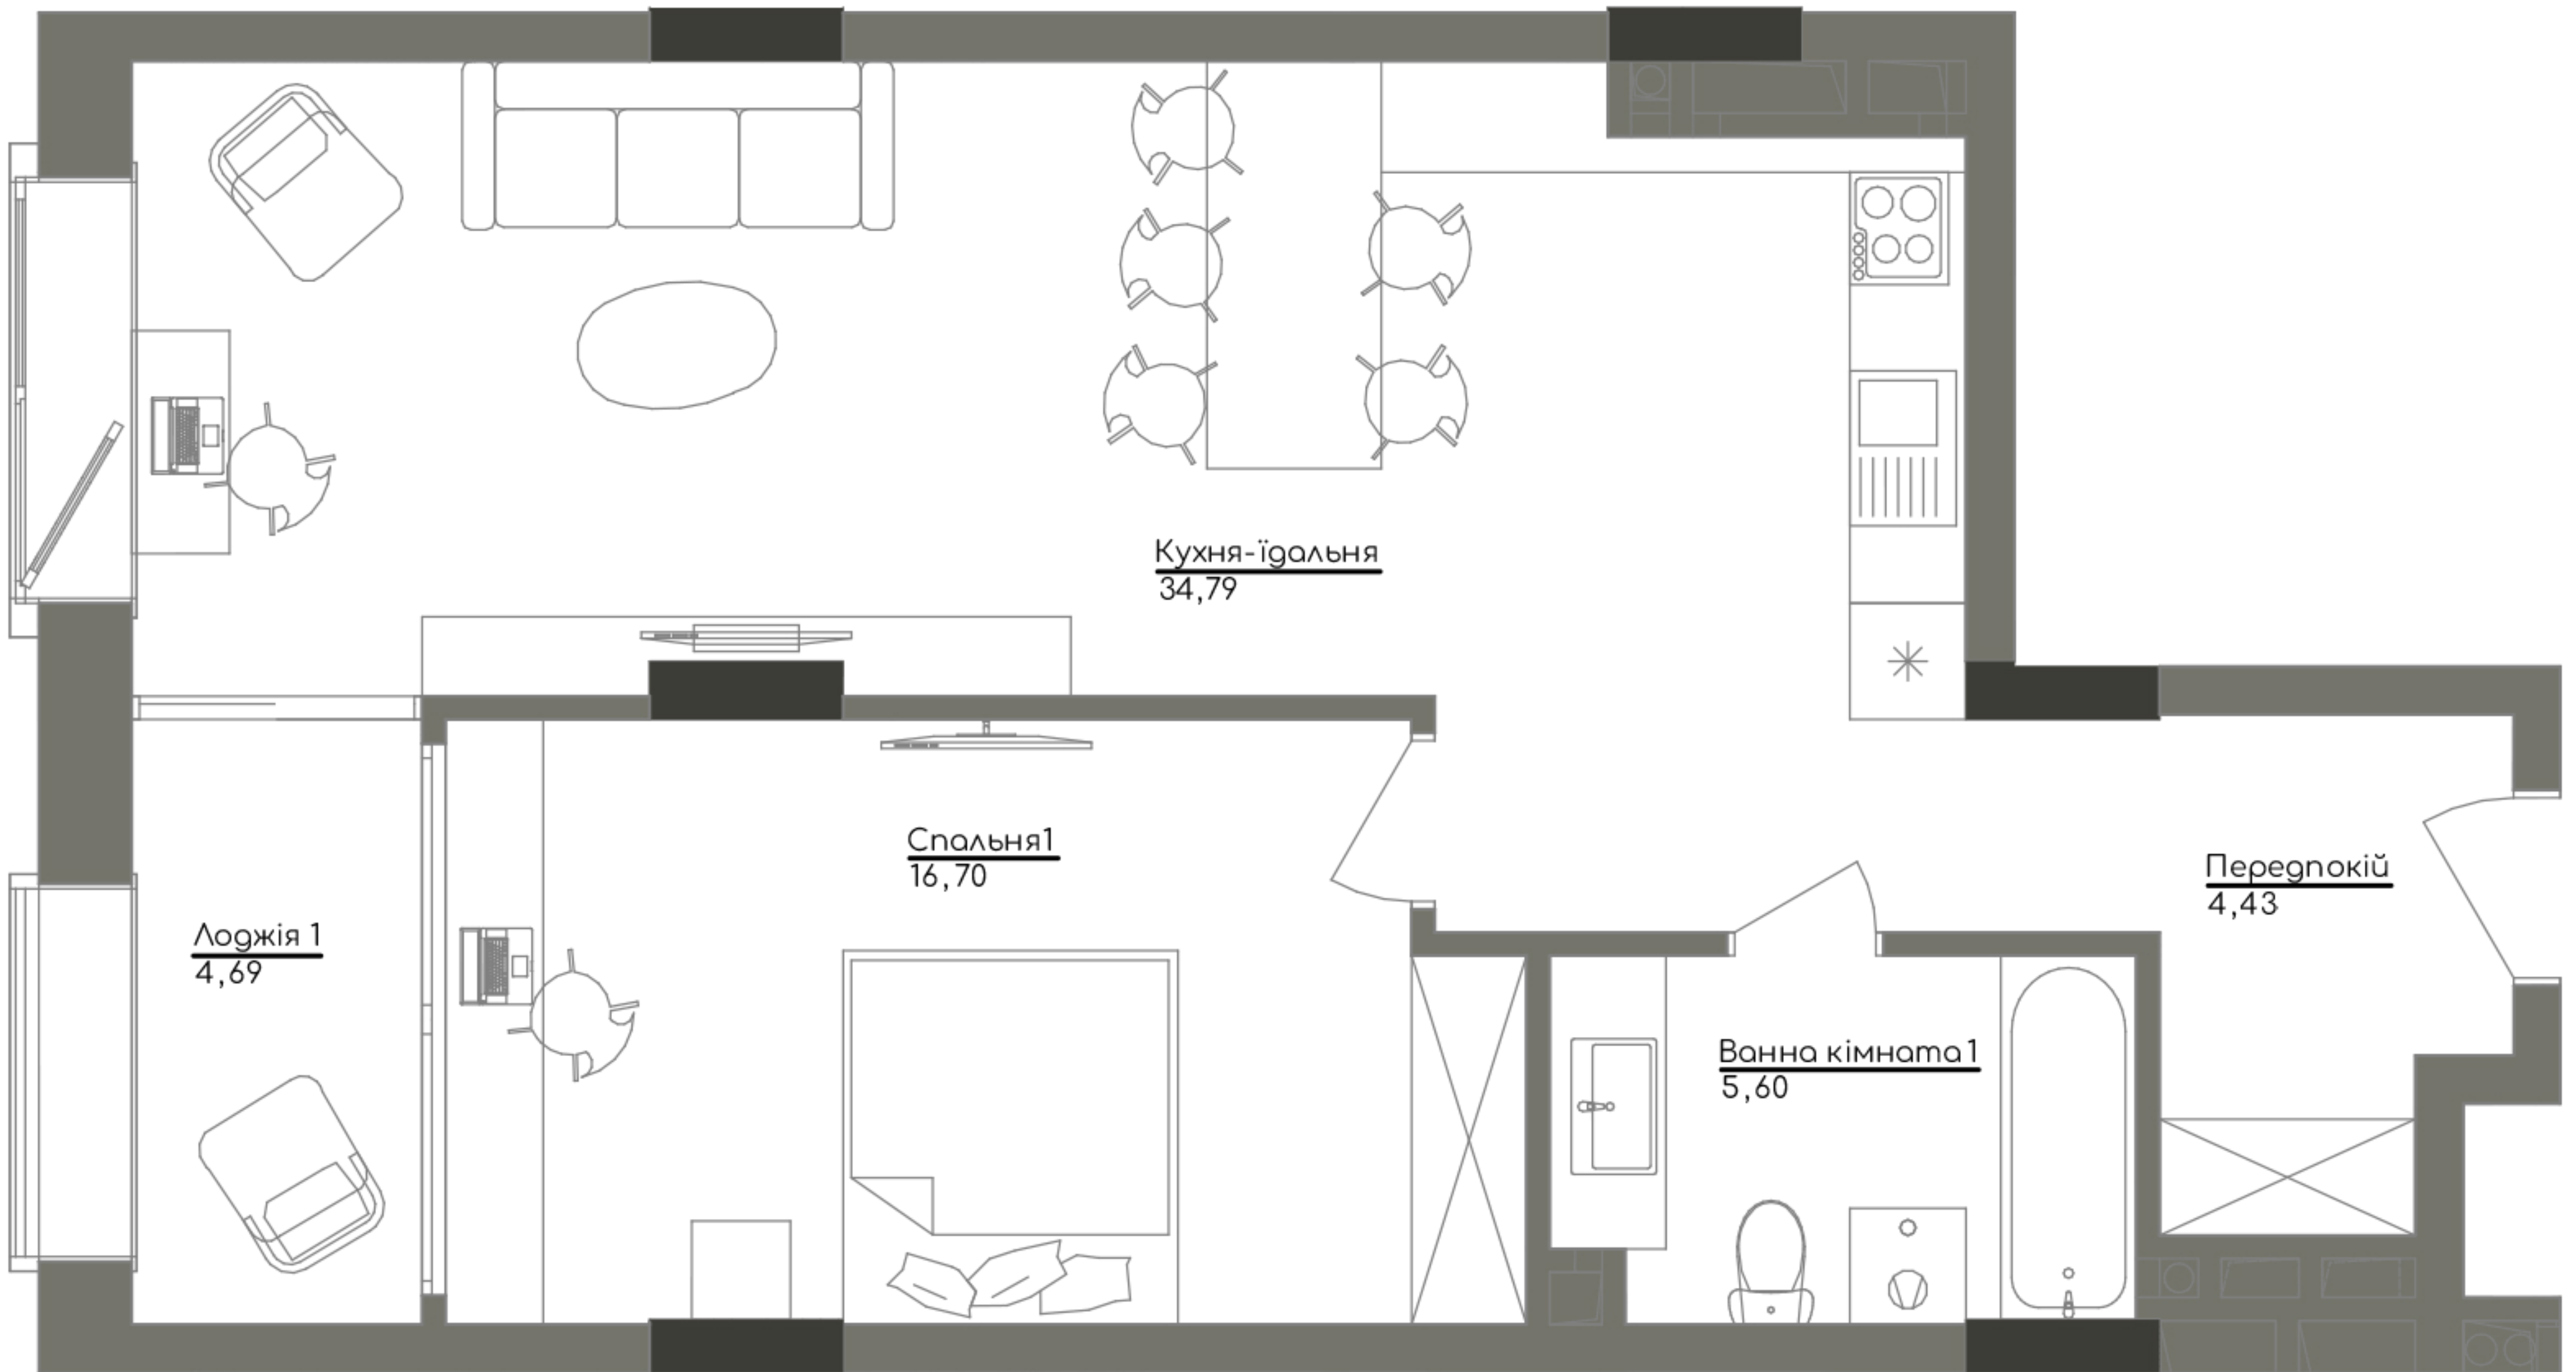 Кухня-їдальня
34,79
Спальня1
16,70
Передпокій
4,43
Лоджія 1
4,69
Ванна кімната1
5,60